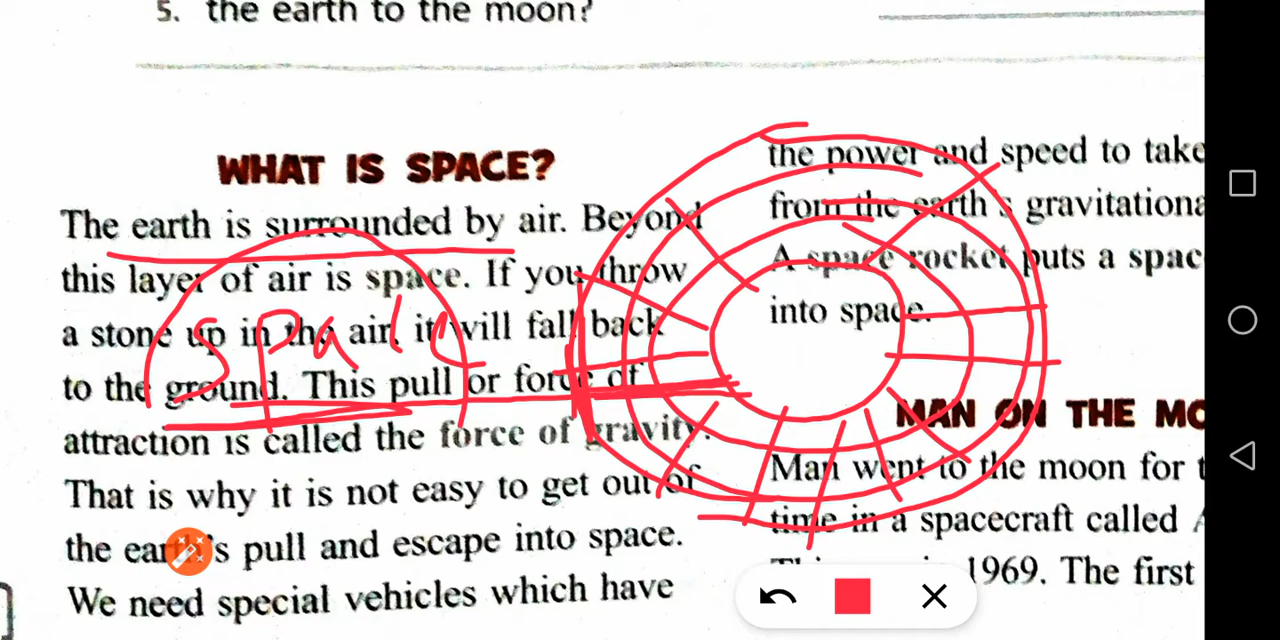 5. the earth to the moon?
WHAT IS SPACE?
The earth is surrounded by air. Beyond
this layer of air is space. If you throw
a stone up in the air, it will fall back
to the ground. This pull or force of
attraction is called the force of gravity.
That is why it is not easy to get out of
the earth's pull and escape into space.
We need special vehicles which have
the power and speed to take
from the earth's gravitationa
A space rocket puts a spac
into space.
MAN ON THE MO
Man went to the moon for t
time in a spacecraft called A
1969. The first